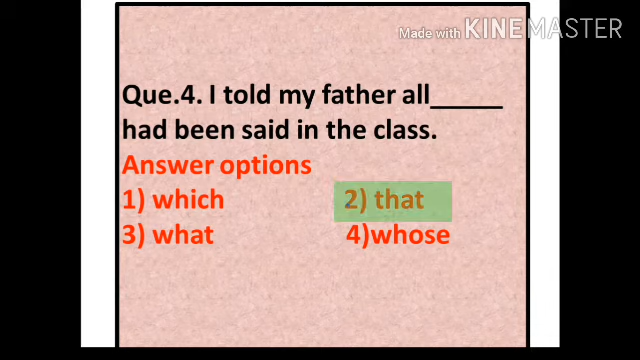 Made with KINEMASTER
Que.4. I told my father all_____
had been said in the class.
Answer options
1) which 2) that
3) what 4)whose